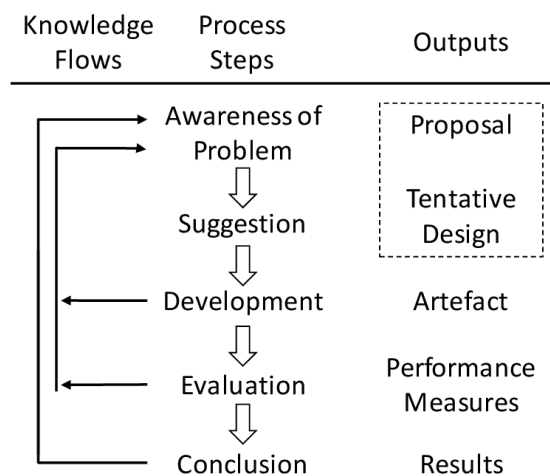 Knowledge
Flows
Process
Steps
Outputs
Awareness of
Problem
Proposal
Suggestion
Tentative
Design
Development
Artefact
Evaluation
Performance
Measures
Conclusion
Results